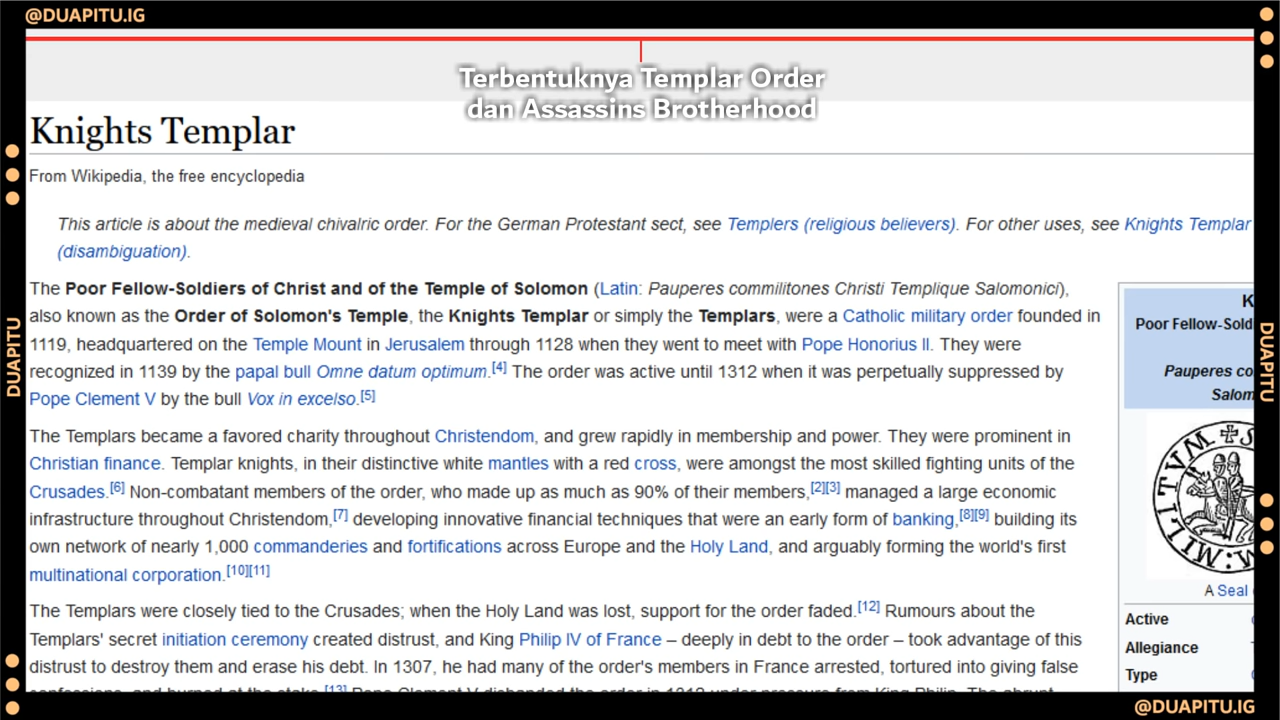 @DUAPITU.IG
Terbentuknya Templar Order
dan Assassins Brotherhood
Knights Templar
From Wikipedia, the free encyclopedia
This article is about the medieval chivalric order. For the German Protestant sect, see Templers (religious believers). For other uses, see Knights Templar
(disambiguation).
The Poor Fellow-Soldiers of Christ and of the Temple of Solomon (Latin: Pauperes commilitones Christi Templique Salomonici),
also known as the Order of Solomon's Temple, the Knights Templar or simply the Templars, were a Catholic military order founded in
1119, headquartered on the Temple Mount in Jerusalem through 1128 when they went to meet with Pope Honorius II. They were
recognized in 1139 by the papal bull Omne datum optimum.[4] The order was active until 1312 when it was perpetually suppressed by
Pope Clement V by the bull Vox in excelso.[5]
The Templars became a favored charity throughout Christendom, and grew rapidly in membership and power. They were prominent in
Christian finance. Templar knights, in their distinctive white mantles with a red cross, were amongst the most skilled fighting units of the
Crusades.[6] Non-combatant members of the order, who made up as much as 90% of their members,[2][3] managed a large economic
infrastructure throughout Christendom,[7] developing innovative financial techniques that were an early form of banking,[8][9] building its
own network of nearly 1,000 commanderies and fortifications across Europe and the Holy Land, and arguably forming the world's first
multinational corporation.[10][11]
The Templars were closely tied to the Crusades; when the Holy Land was lost, support for the order faded.[12] Rumours about the
Templars' secret initiation ceremony created distrust, and King Philip IV of France – deeply in debt to the order – took advantage of this
distrust to destroy them and erase his debt. In 1307, he had many of the order's members in France arrested, tortured into giving false
K
Poor Fellow-Sold
Pauperes co
Salom
A Seal
Active
Allegiance
Type
DUAPITU
DUAPITU
@DUAPITU.IG